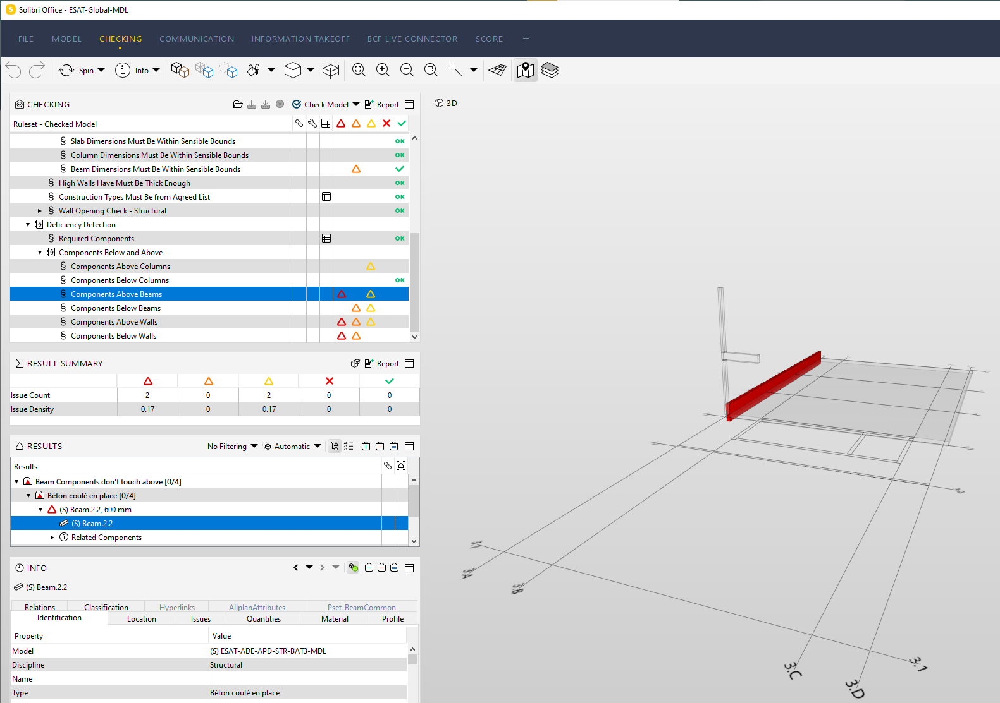 S Solibri Office - ESAT-Global-MDL
FILE MODEL CHECKING COMMUNICATION INFORMATION TAKEOFF BCF LIVE CONNECTOR SCORE +
Spin Info
CHECKING Check Model Report
3D
Ruleset - Checked Model
§ Slab Dimensions Must Be Within Sensible Bounds OK
§ Column Dimensions Must Be Within Sensible Bounds OK
§ Beam Dimensions Must Be Within Sensible Bounds
§ High Walls Have Must Be Thick Enough OK
§ Construction Types Must Be from Agreed List OK
§ Wall Opening Check - Structural OK
Deficiency Detection
§ Required Components OK
Components Below and Above
§ Components Above Columns
§ Components Below Columns OK
§ Components Above Beams
§ Components Below Beams
§ Components Above Walls
§ Components Below Walls
RESULT SUMMARY Report
Issue Count 2 0 2 0 0
Issue Density 0.17 0 0.17 0 0
RESULTS No Filtering Automatic
Results
Beam Components don't touch above [0/4]
Béton coulé en place [0/4]
(S) Beam.2.2, 600 mm
(S) Beam.2.2
Related Components
INFO
(S) Beam.2.2
Relations Classification Hyperlinks AllplanAttributes Pset_BeamCommon
Identification Location Issues Quantities Material Profile
Property Value
Model (S) ESAT-ADE-APD-STR-BAT3-MDL
Discipline Structural
Name
Type Béton coulé en place
3.A
3.B
3.C
3.D
3.1